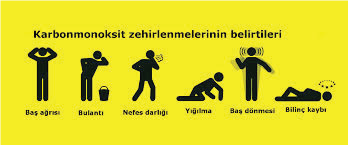 Karbonmonoksit zehirlenmelerinin belirtileri
Baş ağrısı Bulantı Nefes darlığı Yığılma Baş dönmesi Bilinç kaybı